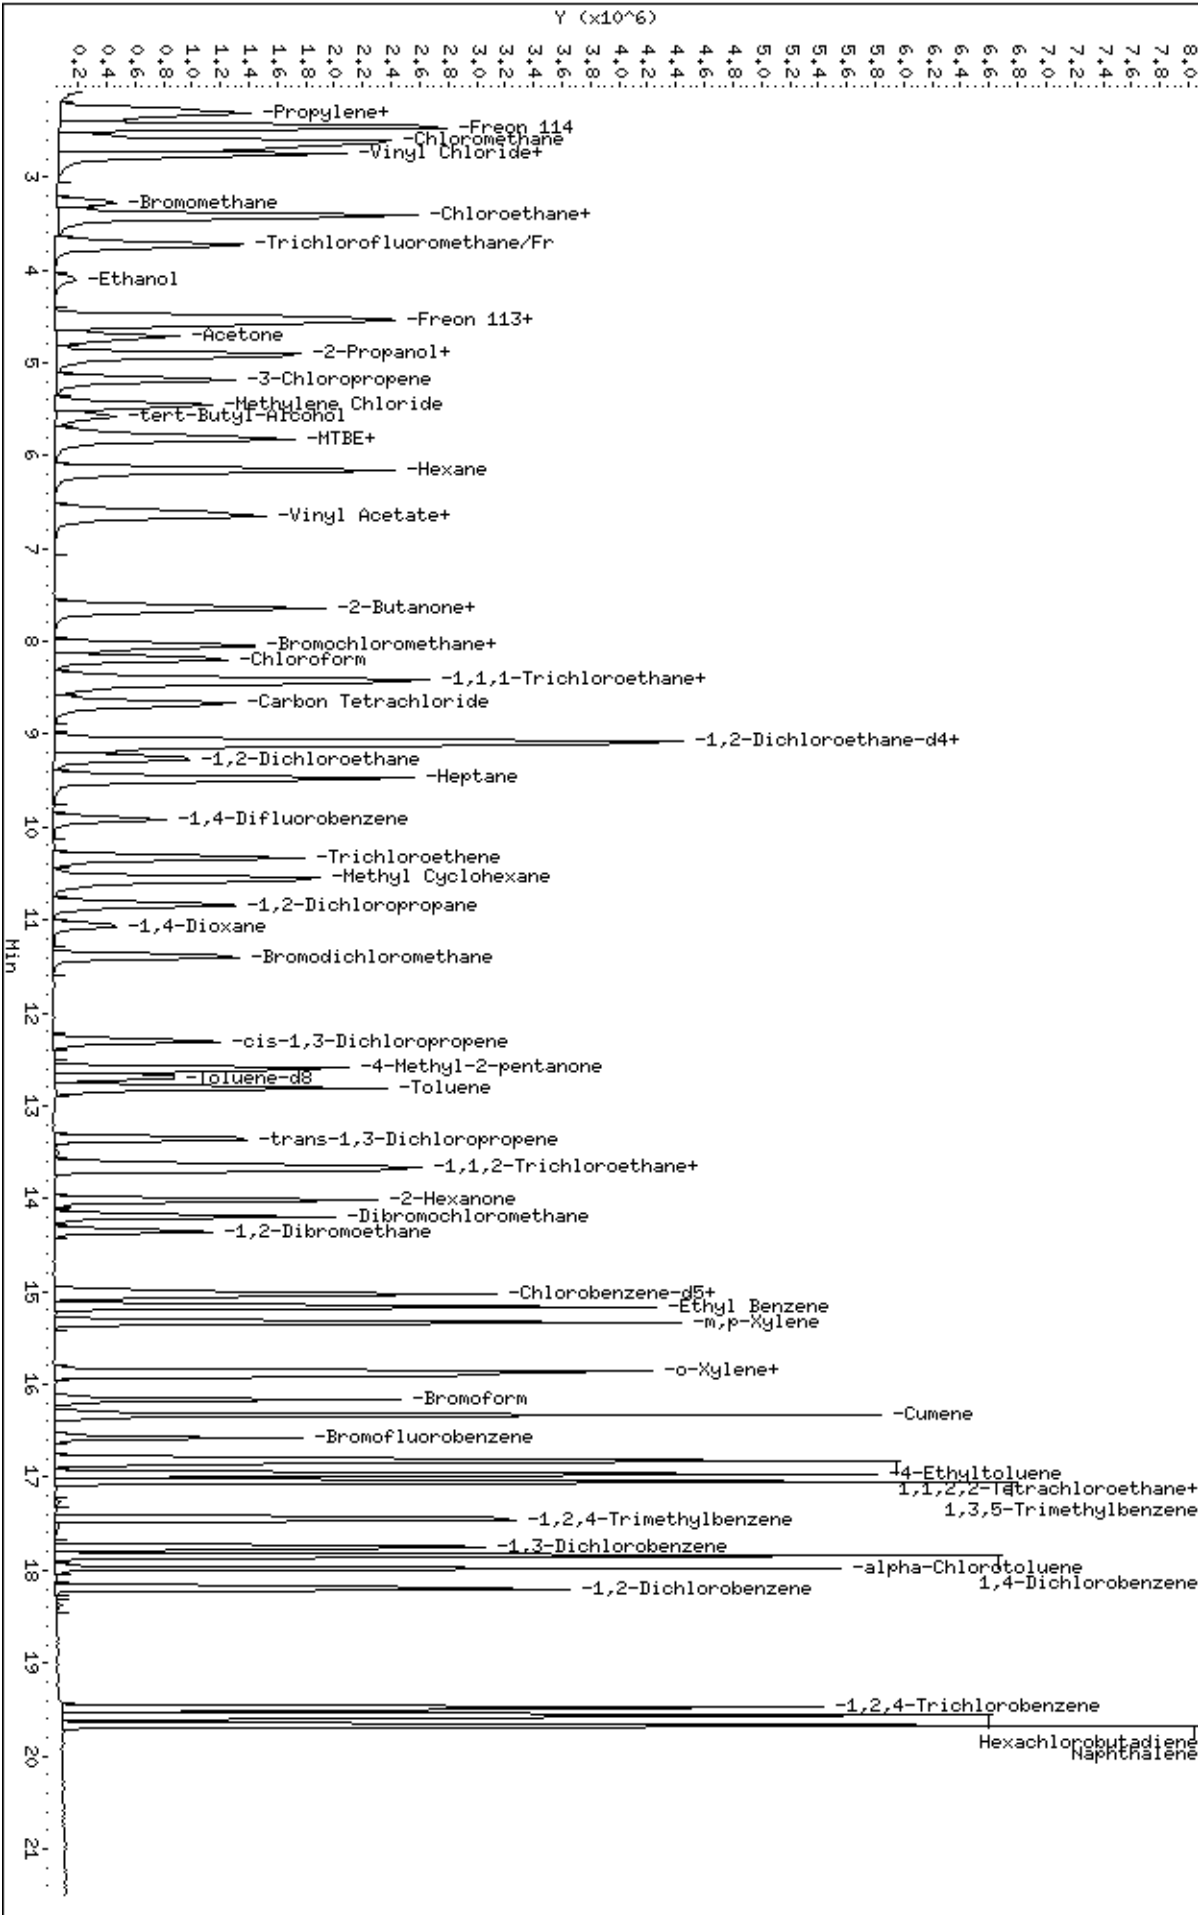 Y (x10^6)
0.2
0.4
0.6
0.8
1.0
1.2
1.4
1.6
1.8
2.0
2.2
2.4
2.6
2.8
3.0
3.2
3.4
3.6
3.8
4.0
4.2
4.4
4.6
4.8
5.0
5.2
5.4
5.6
5.8
6.0
6.2
6.4
6.6
6.8
7.0
7.2
7.4
7.6
7.8
-Propylene+
-Freon 114
-Chloromethane
-Vinyl Chloride+
3
-Bromomethane
-Chloroethane+
-Trichlorofluoromethane/Fr
4
-Ethanol
-Freon 113+
-Acetone
-2-Propanol+
5
-3-Chloropropene
-Methylene Chloride
-tert-Butyl-Alcohol
-MTBE+
6
-Hexane
-Vinyl Acetate+
7
-2-Butanone+
8
-Bromochloromethane+
-Chloroform
-1,1,1-Trichloroethane+
-Carbon Tetrachloride
9
-1,2-Dichloroethane-d4+
-1,2-Dichloroethane
-Heptane
-1,4-Difluorobenzene
10
-Trichloroethene
-Methyl Cyclohexane
-1,2-Dichloropropane
11
-1,4-Dioxane
Min
-Bromodichloromethane
12
-cis-1,3-Dichloropropene
-4-Methyl-2-pentanone
-Toluene-d8
-Toluene
13
-trans-1,3-Dichloropropene
-1,1,2-Trichloroethane+
14
-2-Hexanone
-Dibromochloromethane
-1,2-Dibromoethane
15
-Chlorobenzene-d5+
-Ethyl Benzene
-m,p-Xylene
-o-Xylene+
16
-Bromoform
-Cumene
-Bromofluorobenzene
17
-4-Ethyltoluene
1,1,2,2-Tetrachloroethane+
1,3,5-Trimethylbenzene
-1,2,4-Trimethylbenzene
-1,3-Dichlorobenzene
18
-alpha-Chlorotoluene
1,4-Dichlorobenzene
-1,2-Dichlorobenzene
19
-1,2,4-Trichlorobenzene
Hexachlorobutadiene
Naphthalene
20
21